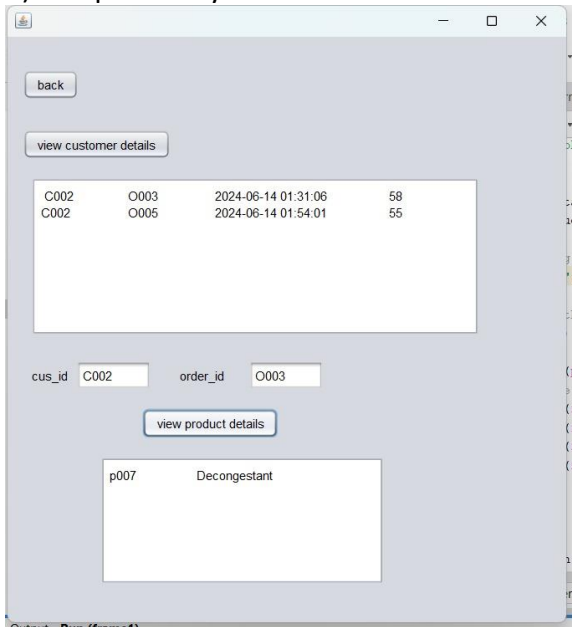 back
view customer details
C002 O003 2024-06-14 01:31:06 58
C002 O005 2024-06-14 01:54:01 55
cus_id C002 order_id O003
view product details
p007 Decongestant